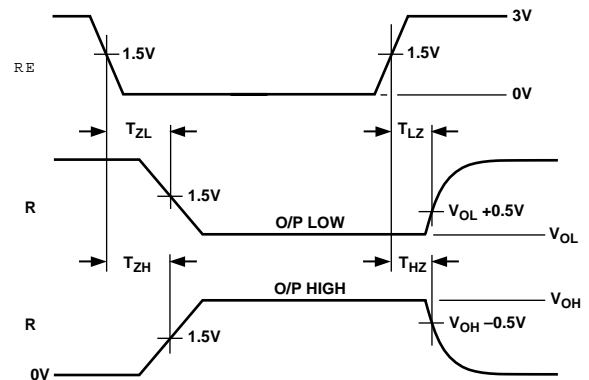 3V
1.5V
1.5V
RE
0V
TZL
TLZ
1.5V
R
O/P LOW
VOL +0.5V
VOL
TZH
THZ
O/P HIGH
VOH
R
1.5V
VOH –0.5V
0V